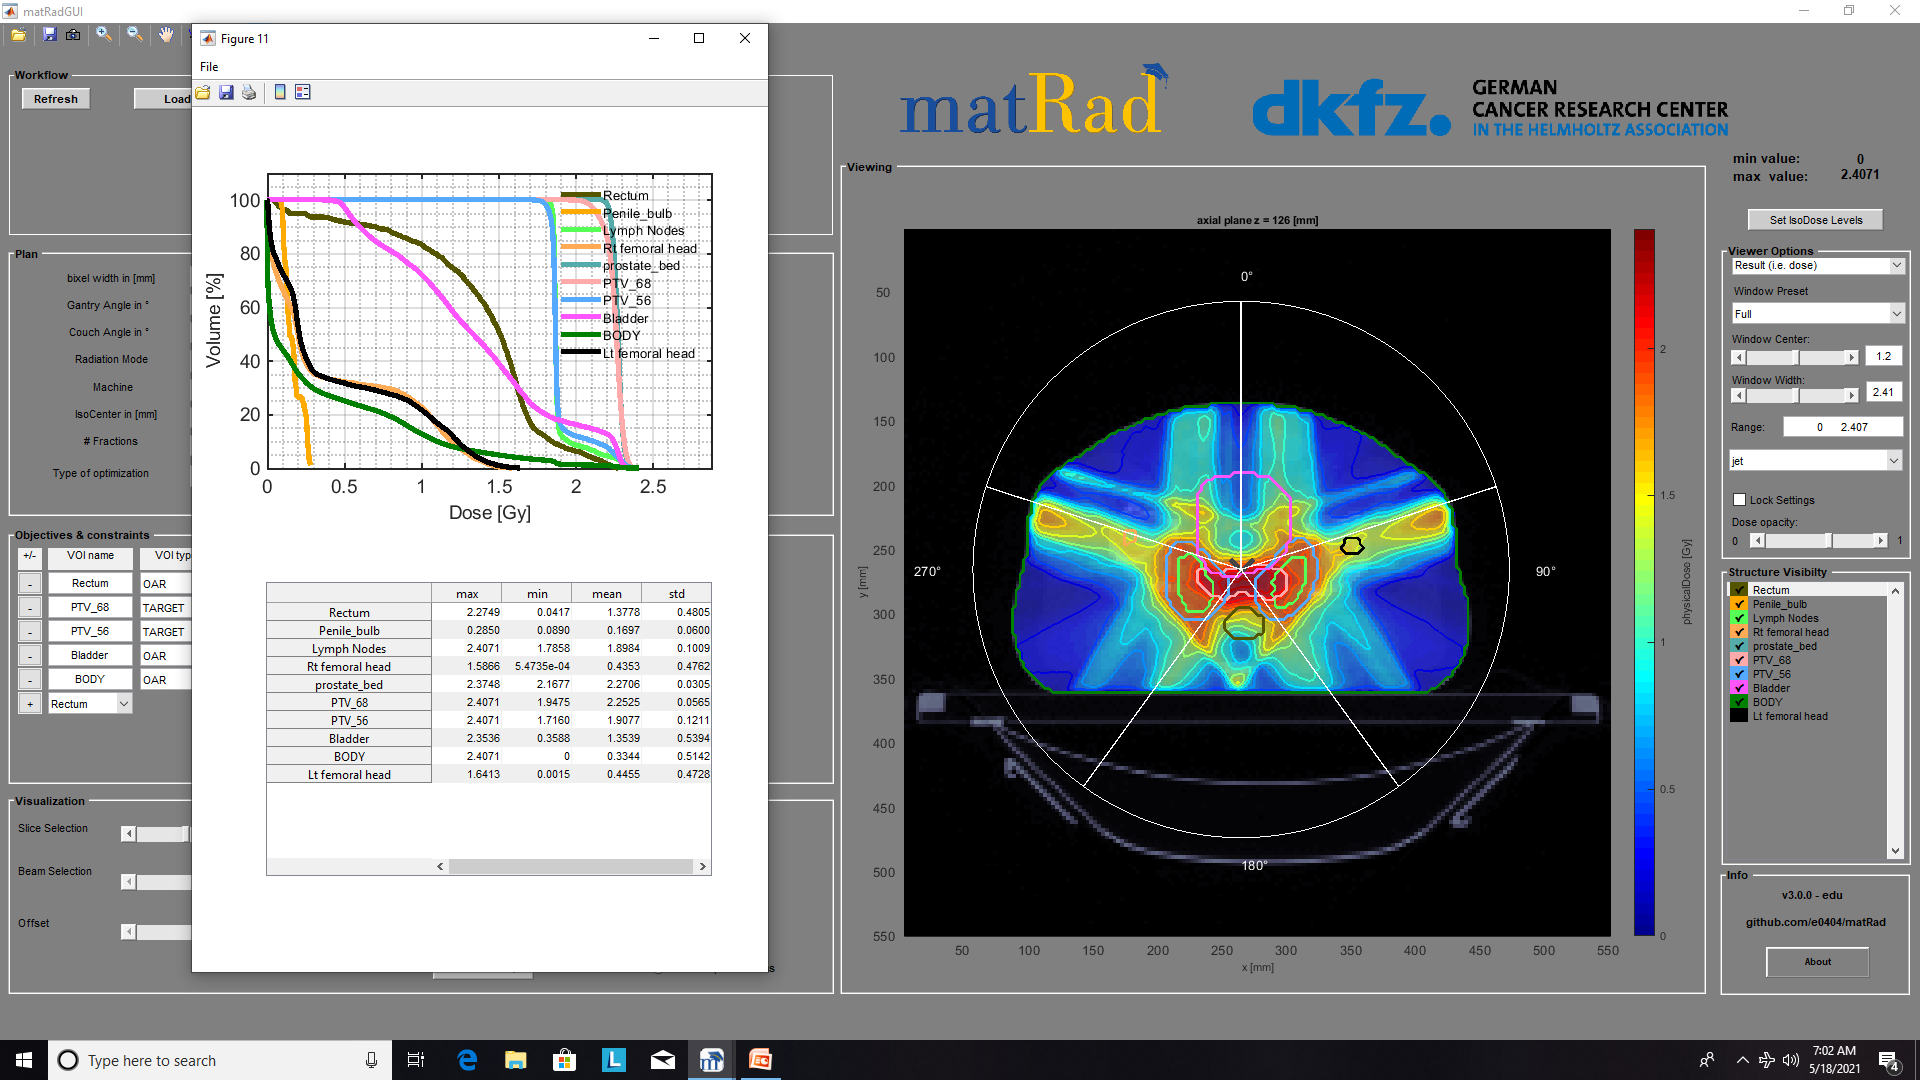 matRadGUI
Figure 11
File
Workflow
Refresh
Load
Plan
bixel width in [mm]
Gantry Angle in °
Couch Angle in °
Radiation Mode
Machine
IsoCenter in [mm]
# Fractions
Type of optimization
Objectives & constraints
+/- VOI name VOI typ
- Rectum OAR
- PTV_68 TARGET
- PTV_56 TARGET
- Bladder OAR
- BODY OAR
+ Rectum
Visualization
Slice Selection
Beam Selection
Offset
100
80
60
40
20
0
Volume [%]
0 0.5 1 1.5 2 2.5
Dose [Gy]
Rectum
Penile_bulb
Lymph Nodes
Rt femoral head
prostate_bed
PTV_68
PTV_56
Bladder
BODY
Lt femoral head
max min mean std
Rectum 2.2749 0.0417 1.3778 0.4805
Penile_bulb 0.2850 0.0890 0.1697 0.0600
Lymph Nodes 2.4071 1.7858 1.8984 0.1009
Rt femoral head 1.5866 5.4735e-04 0.4353 0.4762
prostate_bed 2.3748 2.1677 2.2706 0.0305
PTV_68 2.4071 1.9475 2.2525 0.0565
PTV_56 2.4071 1.7160 1.9077 0.1211
Bladder 2.3536 0.3588 1.3539 0.5394
BODY 2.4071 0 0.3344 0.5142
Lt femoral head 1.6413 0.0015 0.4455 0.4728
matRad
dkfz.
GERMAN
CANCER RESEARCH CENTER
IN THE HELMHOLTZ ASSOCIATION
Viewing
axial plane z = 126 [mm]
0°
90°
180°
270°
50
100
150
200
250
300
350
400
450
500
550
y [mm]
50 100 150 200 250 300 350 400 450 500 550
x [mm]
2
1.5
1
0.5
0
physicalDose [Gy]
min value: 0
max value: 2.4071
Set IsoDose Levels
Viewer Options
Result (i.e. dose)
Window Preset
Full
Window Center:
1.2
Window Width:
2.41
Range: 0 2.407
jet
Lock Settings
Dose opacity:
0 1
Structure Visibilty
Rectum
Penile_bulb
Lymph Nodes
Rt femoral head
prostate_bed
PTV_68
PTV_56
Bladder
BODY
Lt femoral head
Info
v3.0.0 - edu
github.com/e0404/matRad
About
Type here to search
7:02 AM
5/18/2021
4